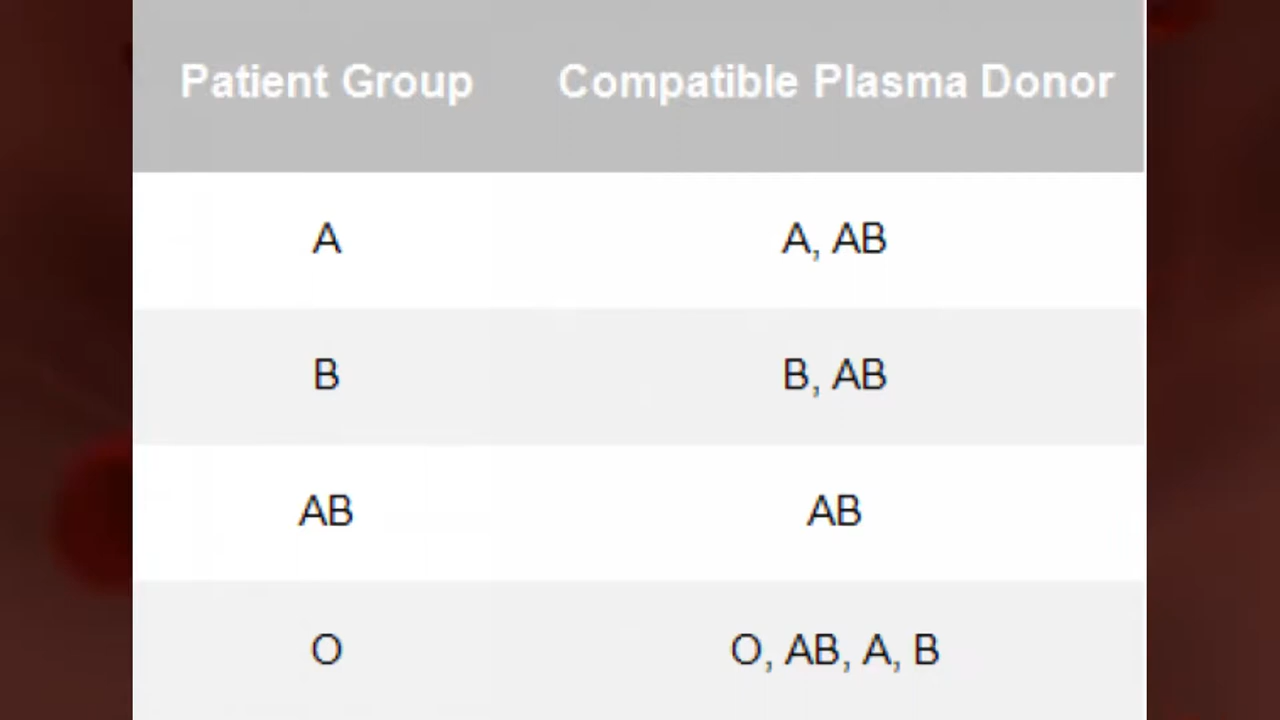 Patient Group Compatible Plasma Donor
A A, AB
B B, AB
AB AB
O O, AB, A, B